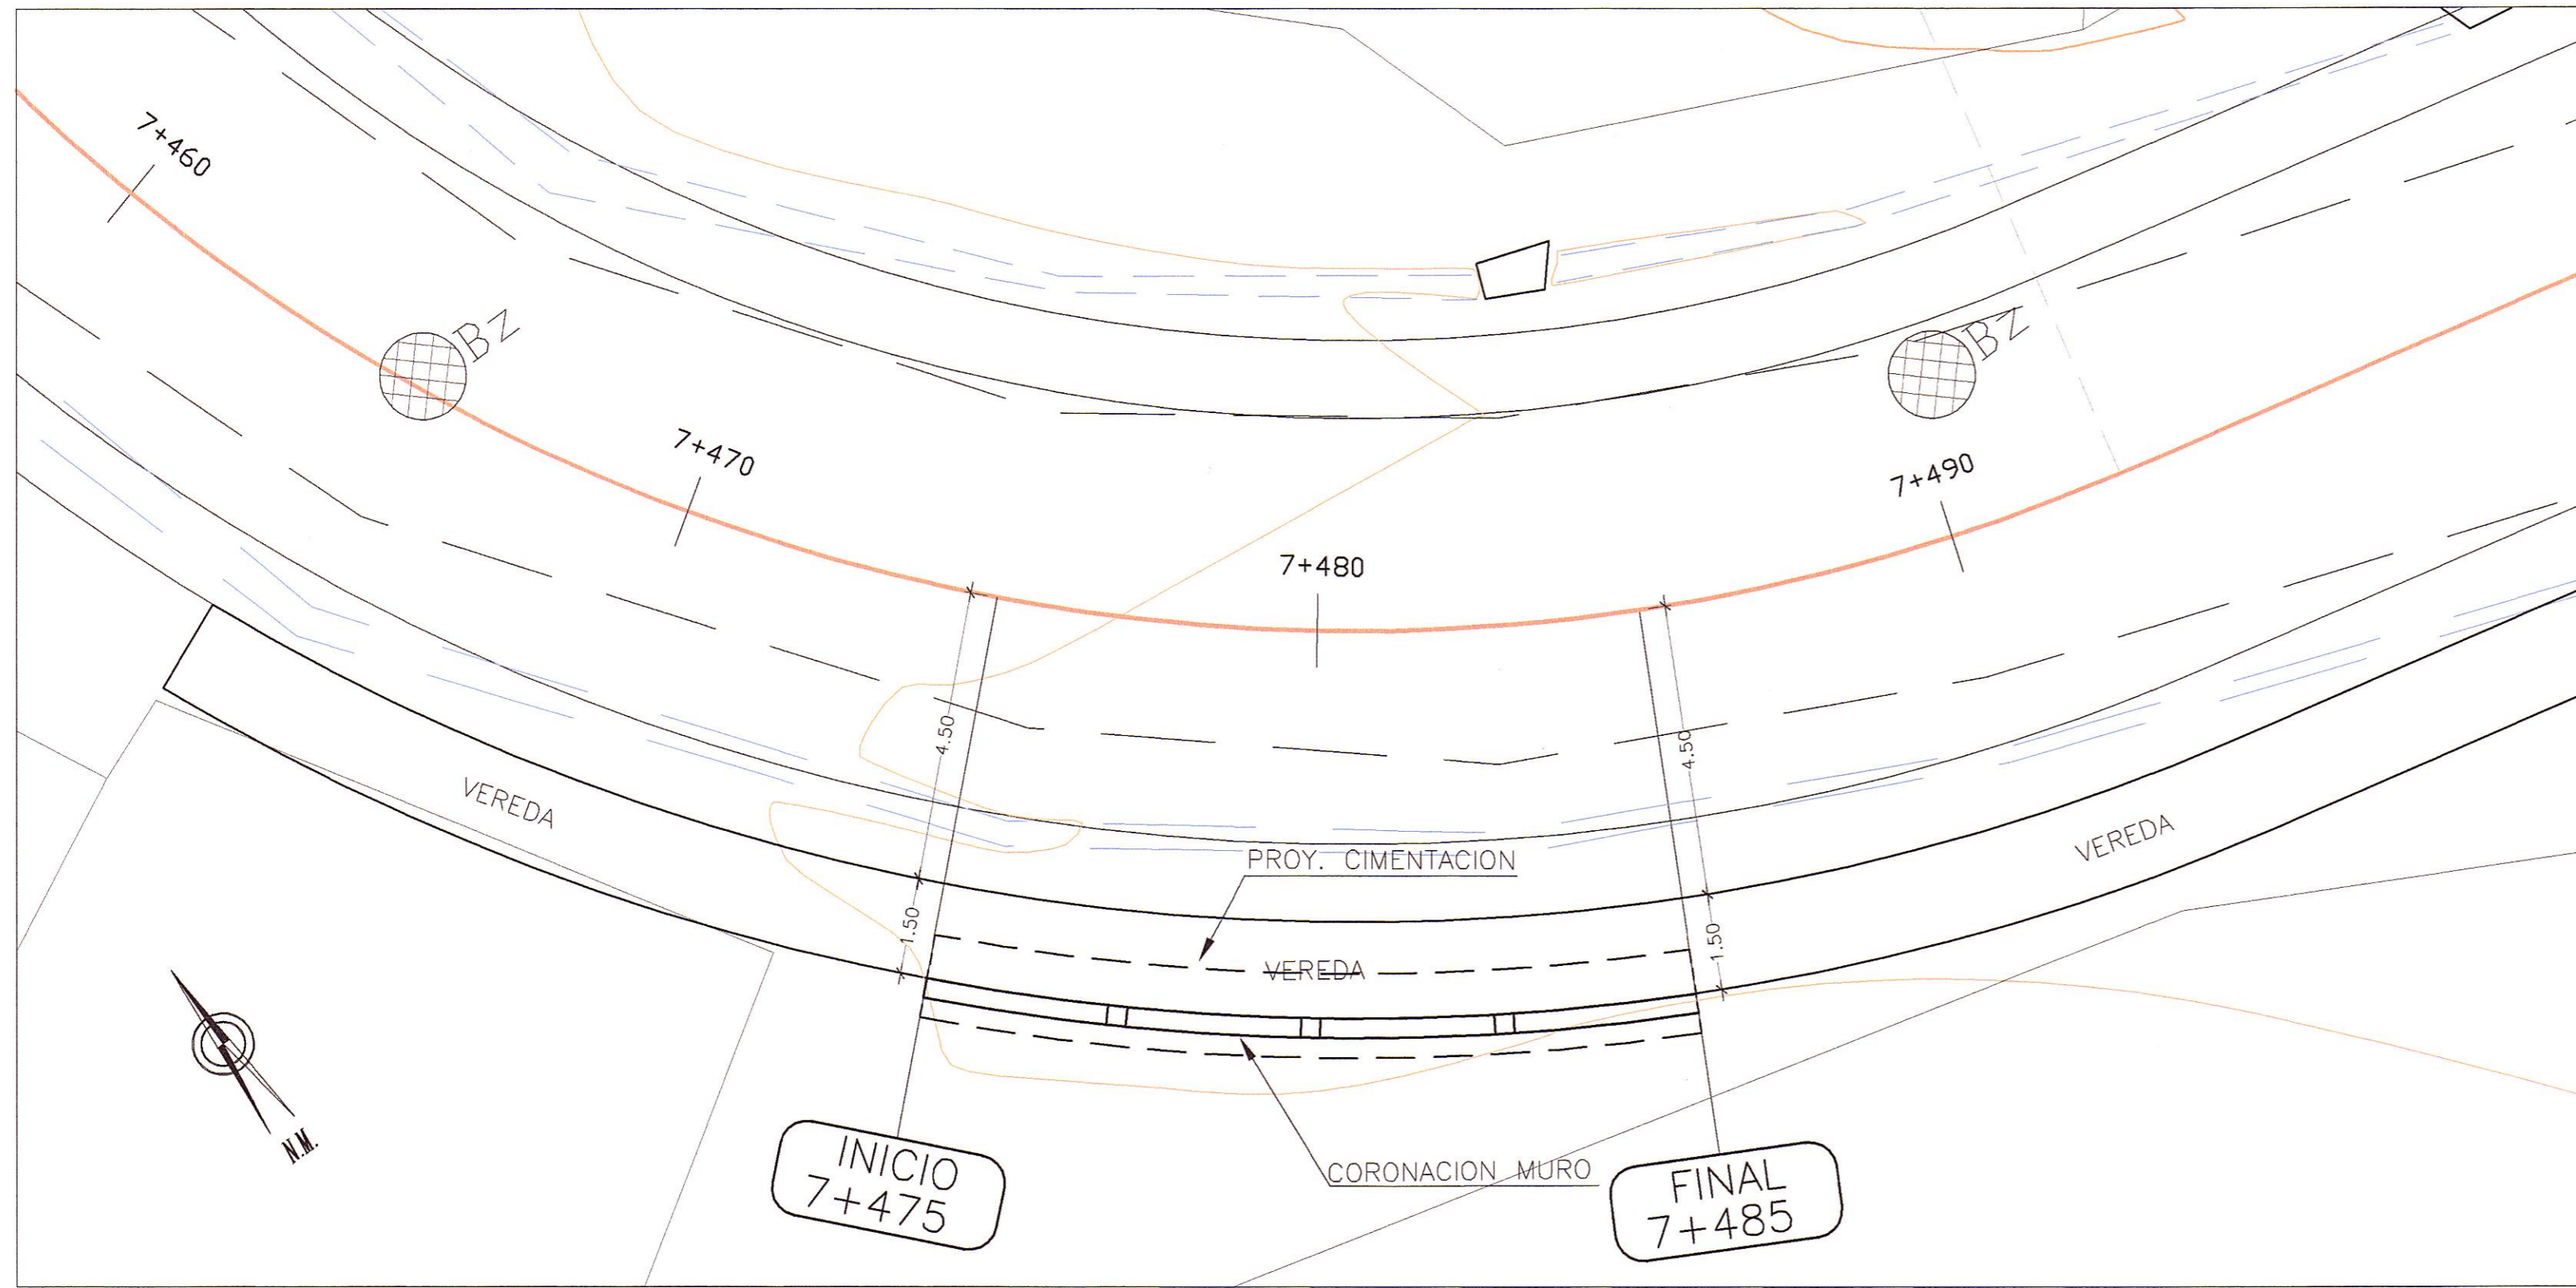 7+460
BZ
7+470
7+480
7+490
BZ
4.50
4.50
VEREDA
VEREDA
PROY. CIMENTACION
1.50
1.50
VEREDA
N.M.
CORONACION MURO
INICIO
7+475
FINAL
7+485